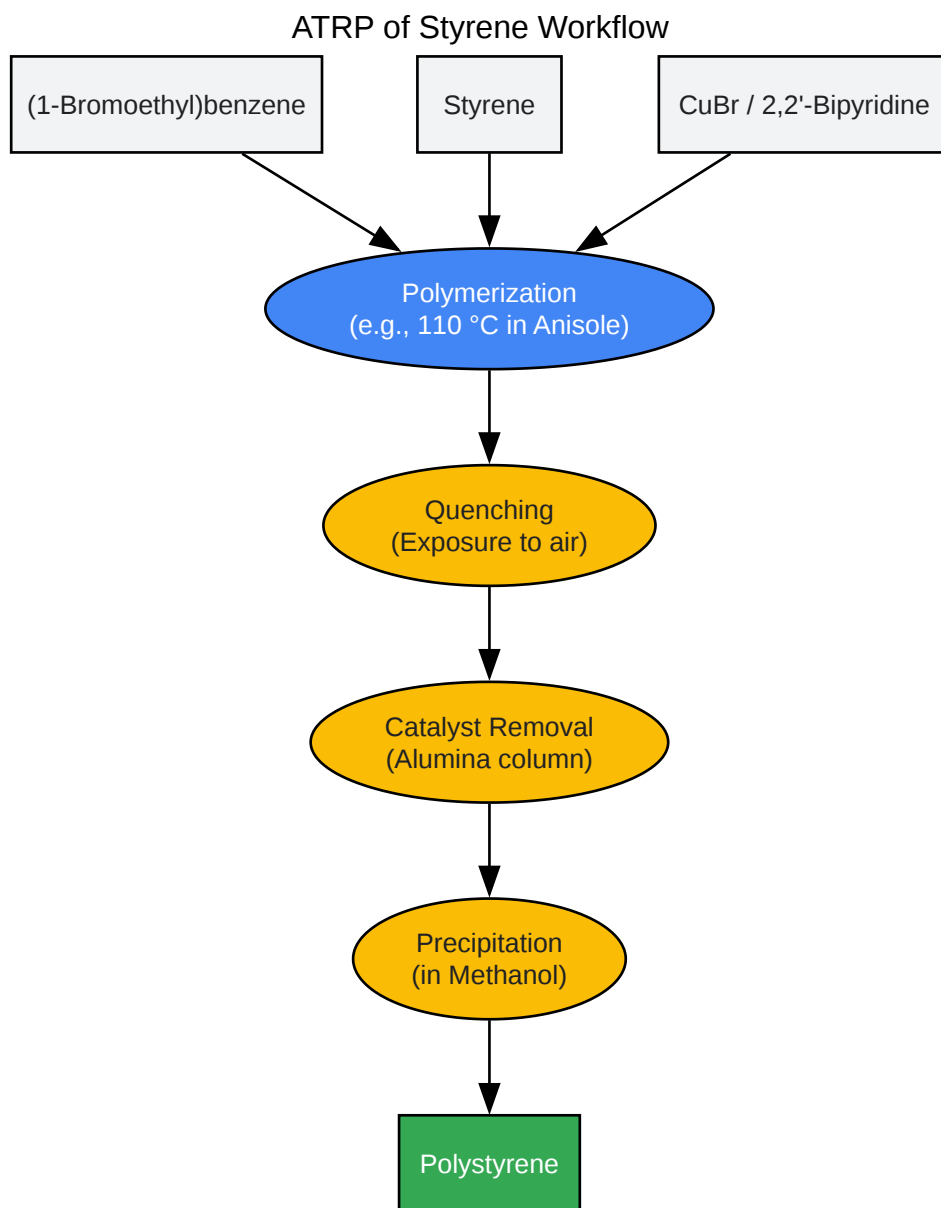 ATRP of Styrene Workflow
(1-Bromoethyl)benzene
Styrene
CuBr / 2,2'-Bipyridine
Polymerization
(e.g., 110 °C in Anisole)
Quenching
(Exposure to air)
Catalyst Removal
(Alumina column)
Precipitation
(in Methanol)
Polystyrene